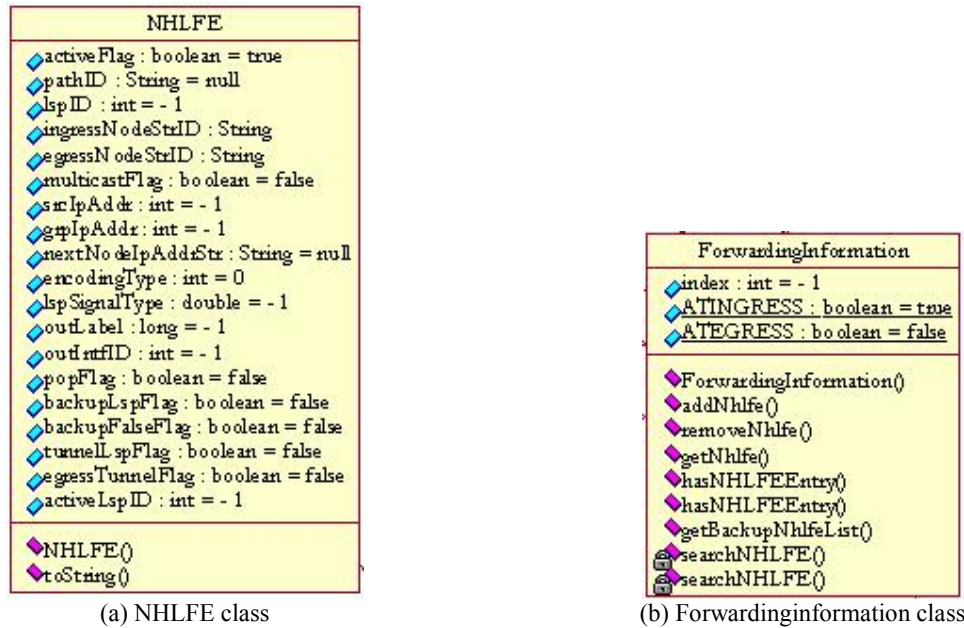 NHLFE
activeFlag : boolean = true
pathID : String = null
lspID : int = - 1
ingressNodeStrID : String
egressNodeStrID : String
multicastFlag : boolean = false
srcIpAddr : int = - 1
grpIpAddr : int = - 1
nextNodeIpAddrStr : String = null
encodingType : int = 0
lspSignalType : double = - 1
outLabel : long = - 1
outIntfID : int = - 1
popFlag : boolean = false
backupLspFlag : boolean = false
backupFalseFlag : boolean = false
tunnelLspFlag : boolean = false
egressTunnelFlag : boolean = false
activeLspID : int = - 1
NHLFE()
toString()
(a) NHLFE class
ForwardingInformation
index : int = - 1
ATINGRESS : boolean = true
ATEGRESS : boolean = false
ForwardingInformation()
addNhlfe()
removeNhlfe()
getNhlfe()
hasNHLFEEntry()
hasNHLFEEntry()
getBackupNhlfeList()
searchNHLFE()
searchNHLFE()
(b) Forwardinginformation class